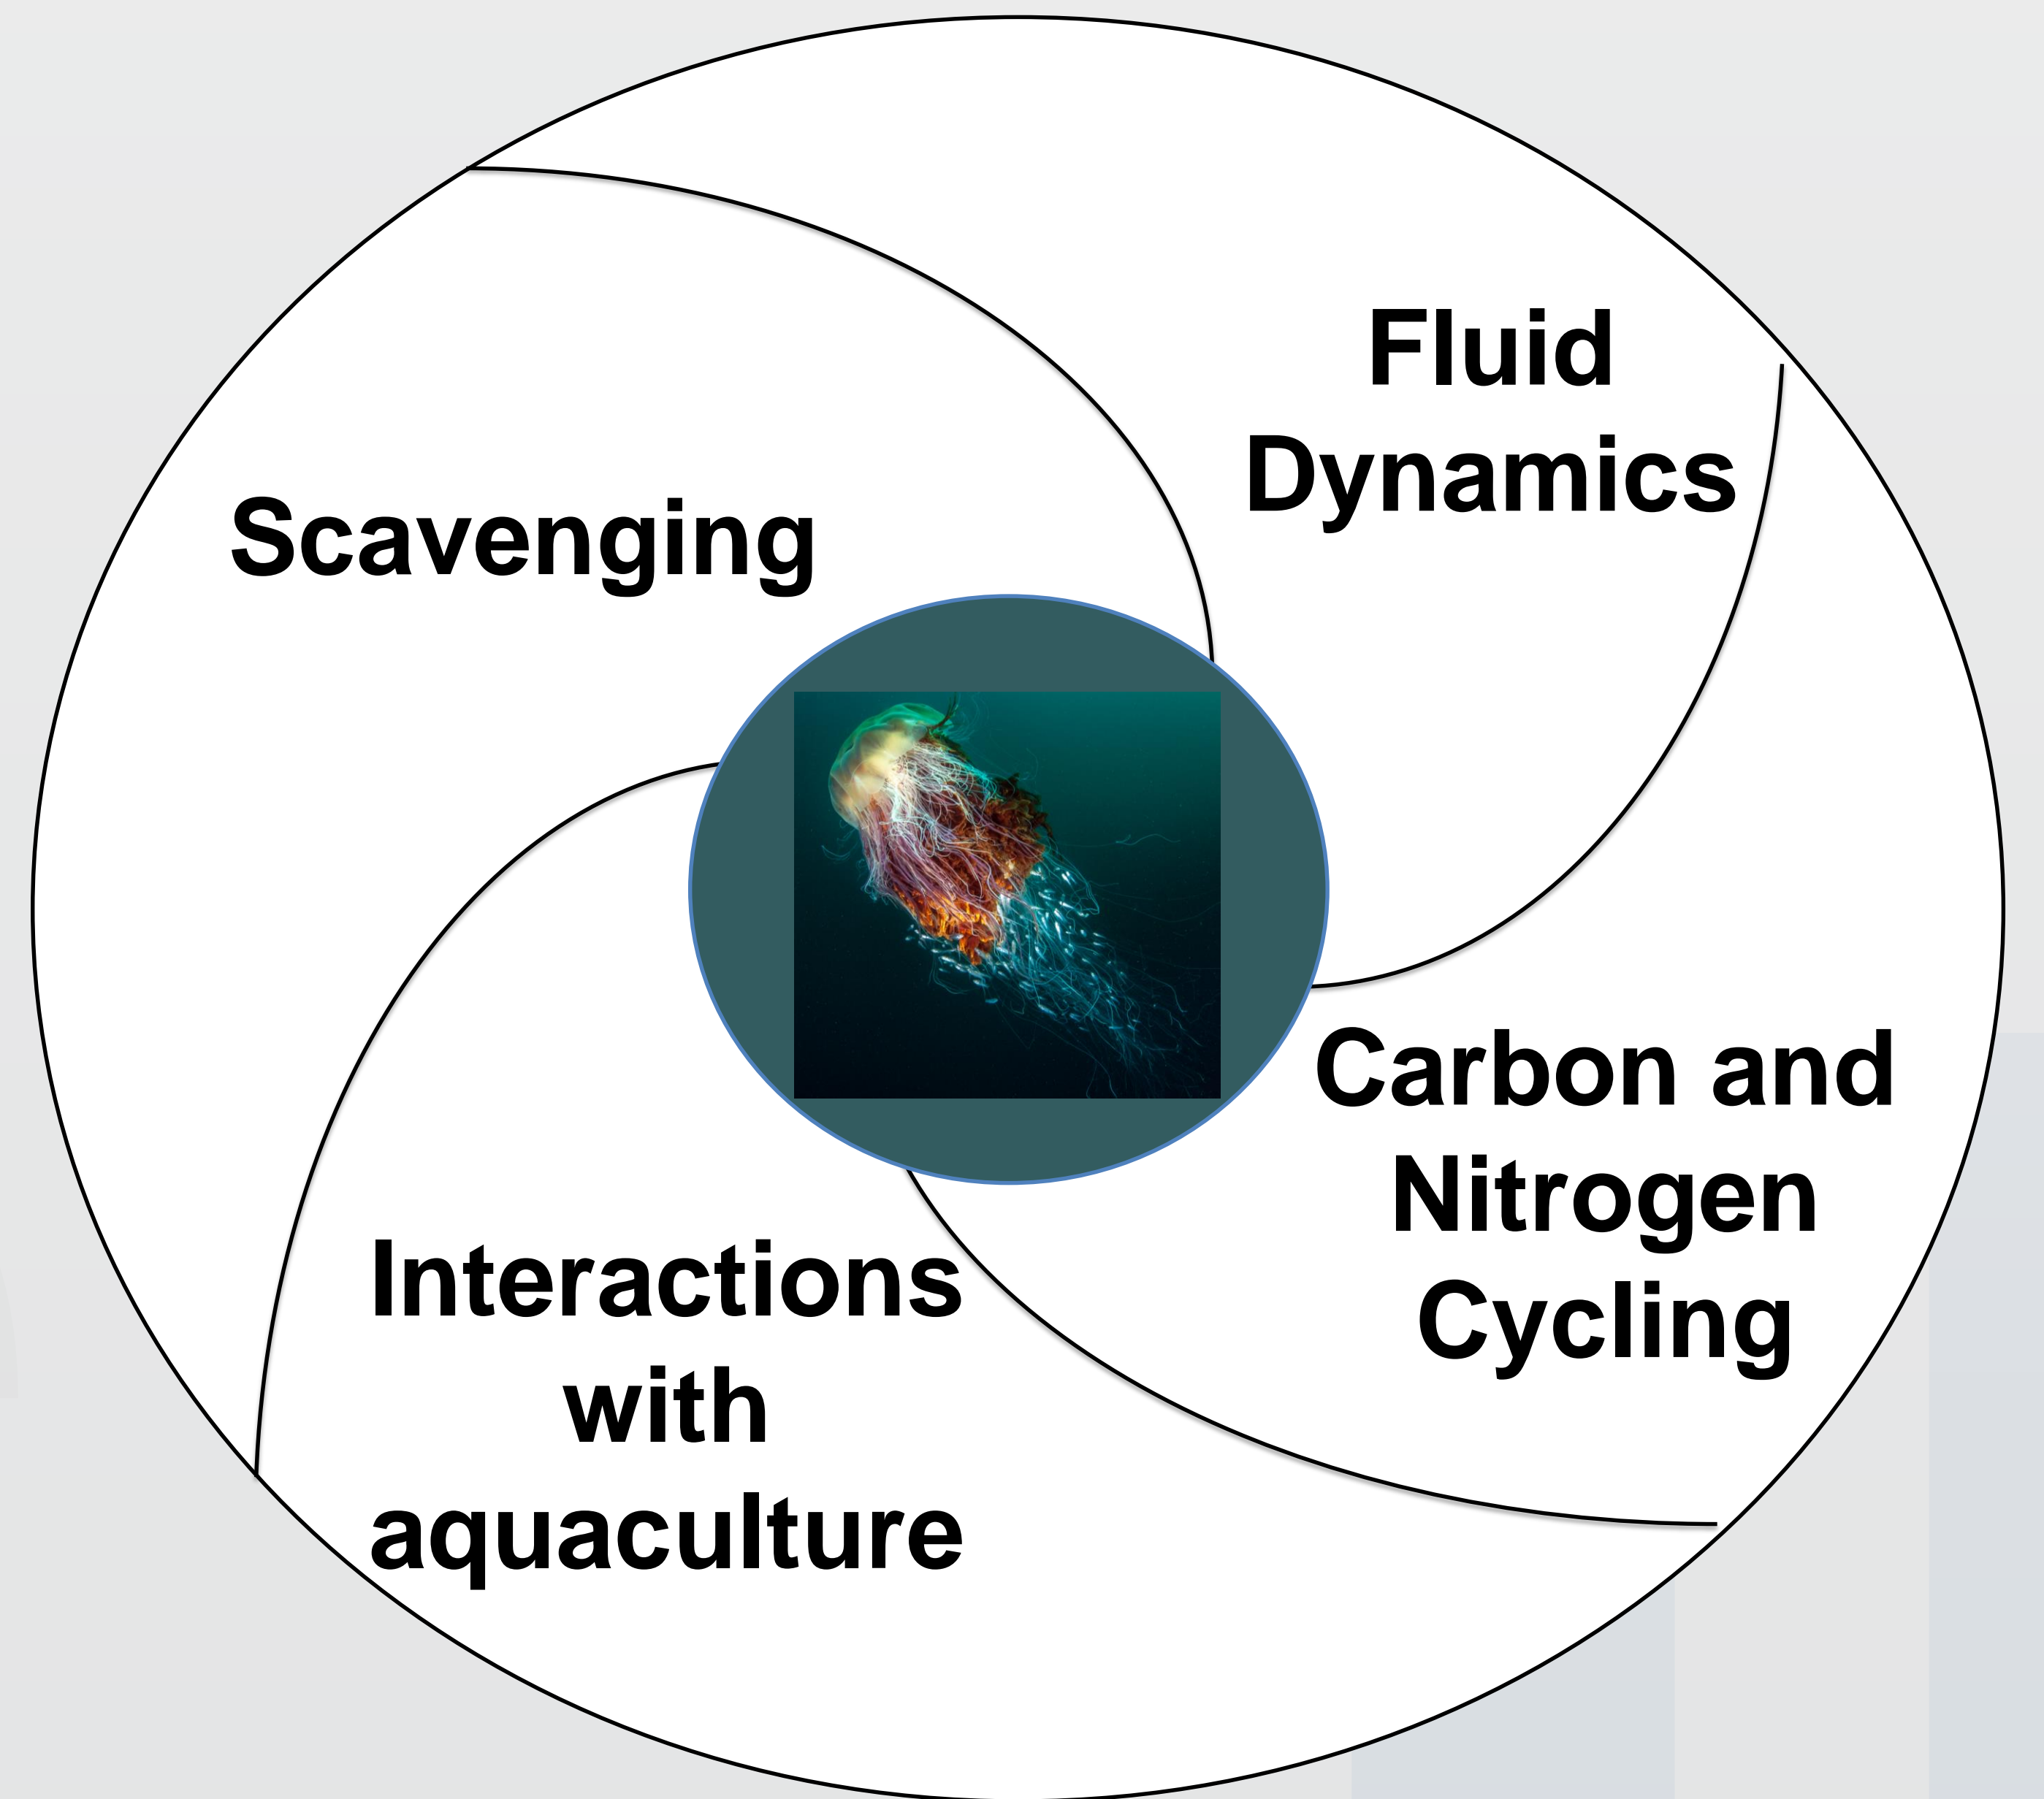 Fluid
Dynamics
Scavenging
Carbon and
Nitrogen
Cycling
Interactions
with
aquaculture